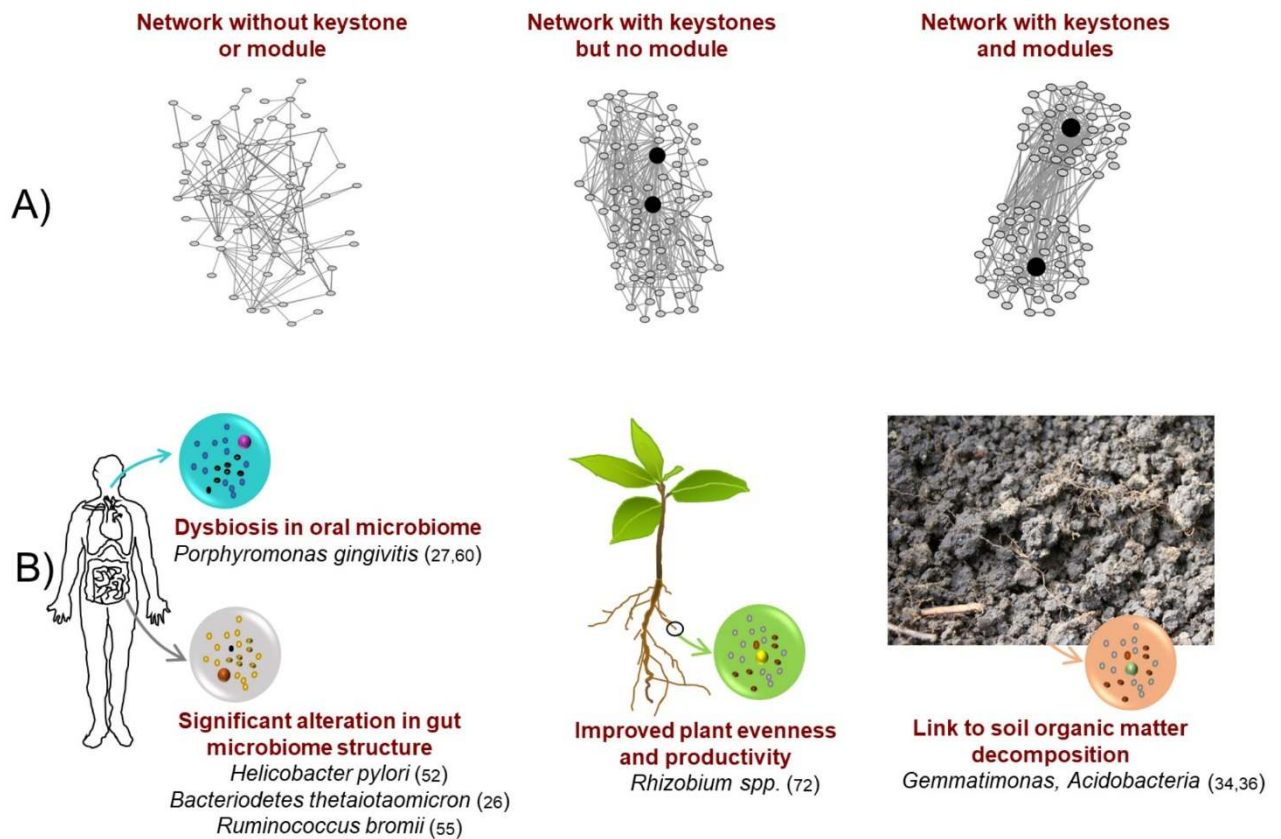 Network without keystone
or module
Network with keystones
but no module
Network with keystones
and modules
A)
B)
Dysbiosis in oral microbiome
Porphyromonas gingivitis (27,60)
Significant alteration in gut
microbiome structure
Helicobacter pylori (52)
Bacteriodetes thetaiotaomicron (26)
Ruminococcus bromii (55)
Improved plant evenness
and productivity
Rhizobium spp. (72)
Link to soil organic matter
decomposition
Gemmatimonas, Acidobacteria (34,36)